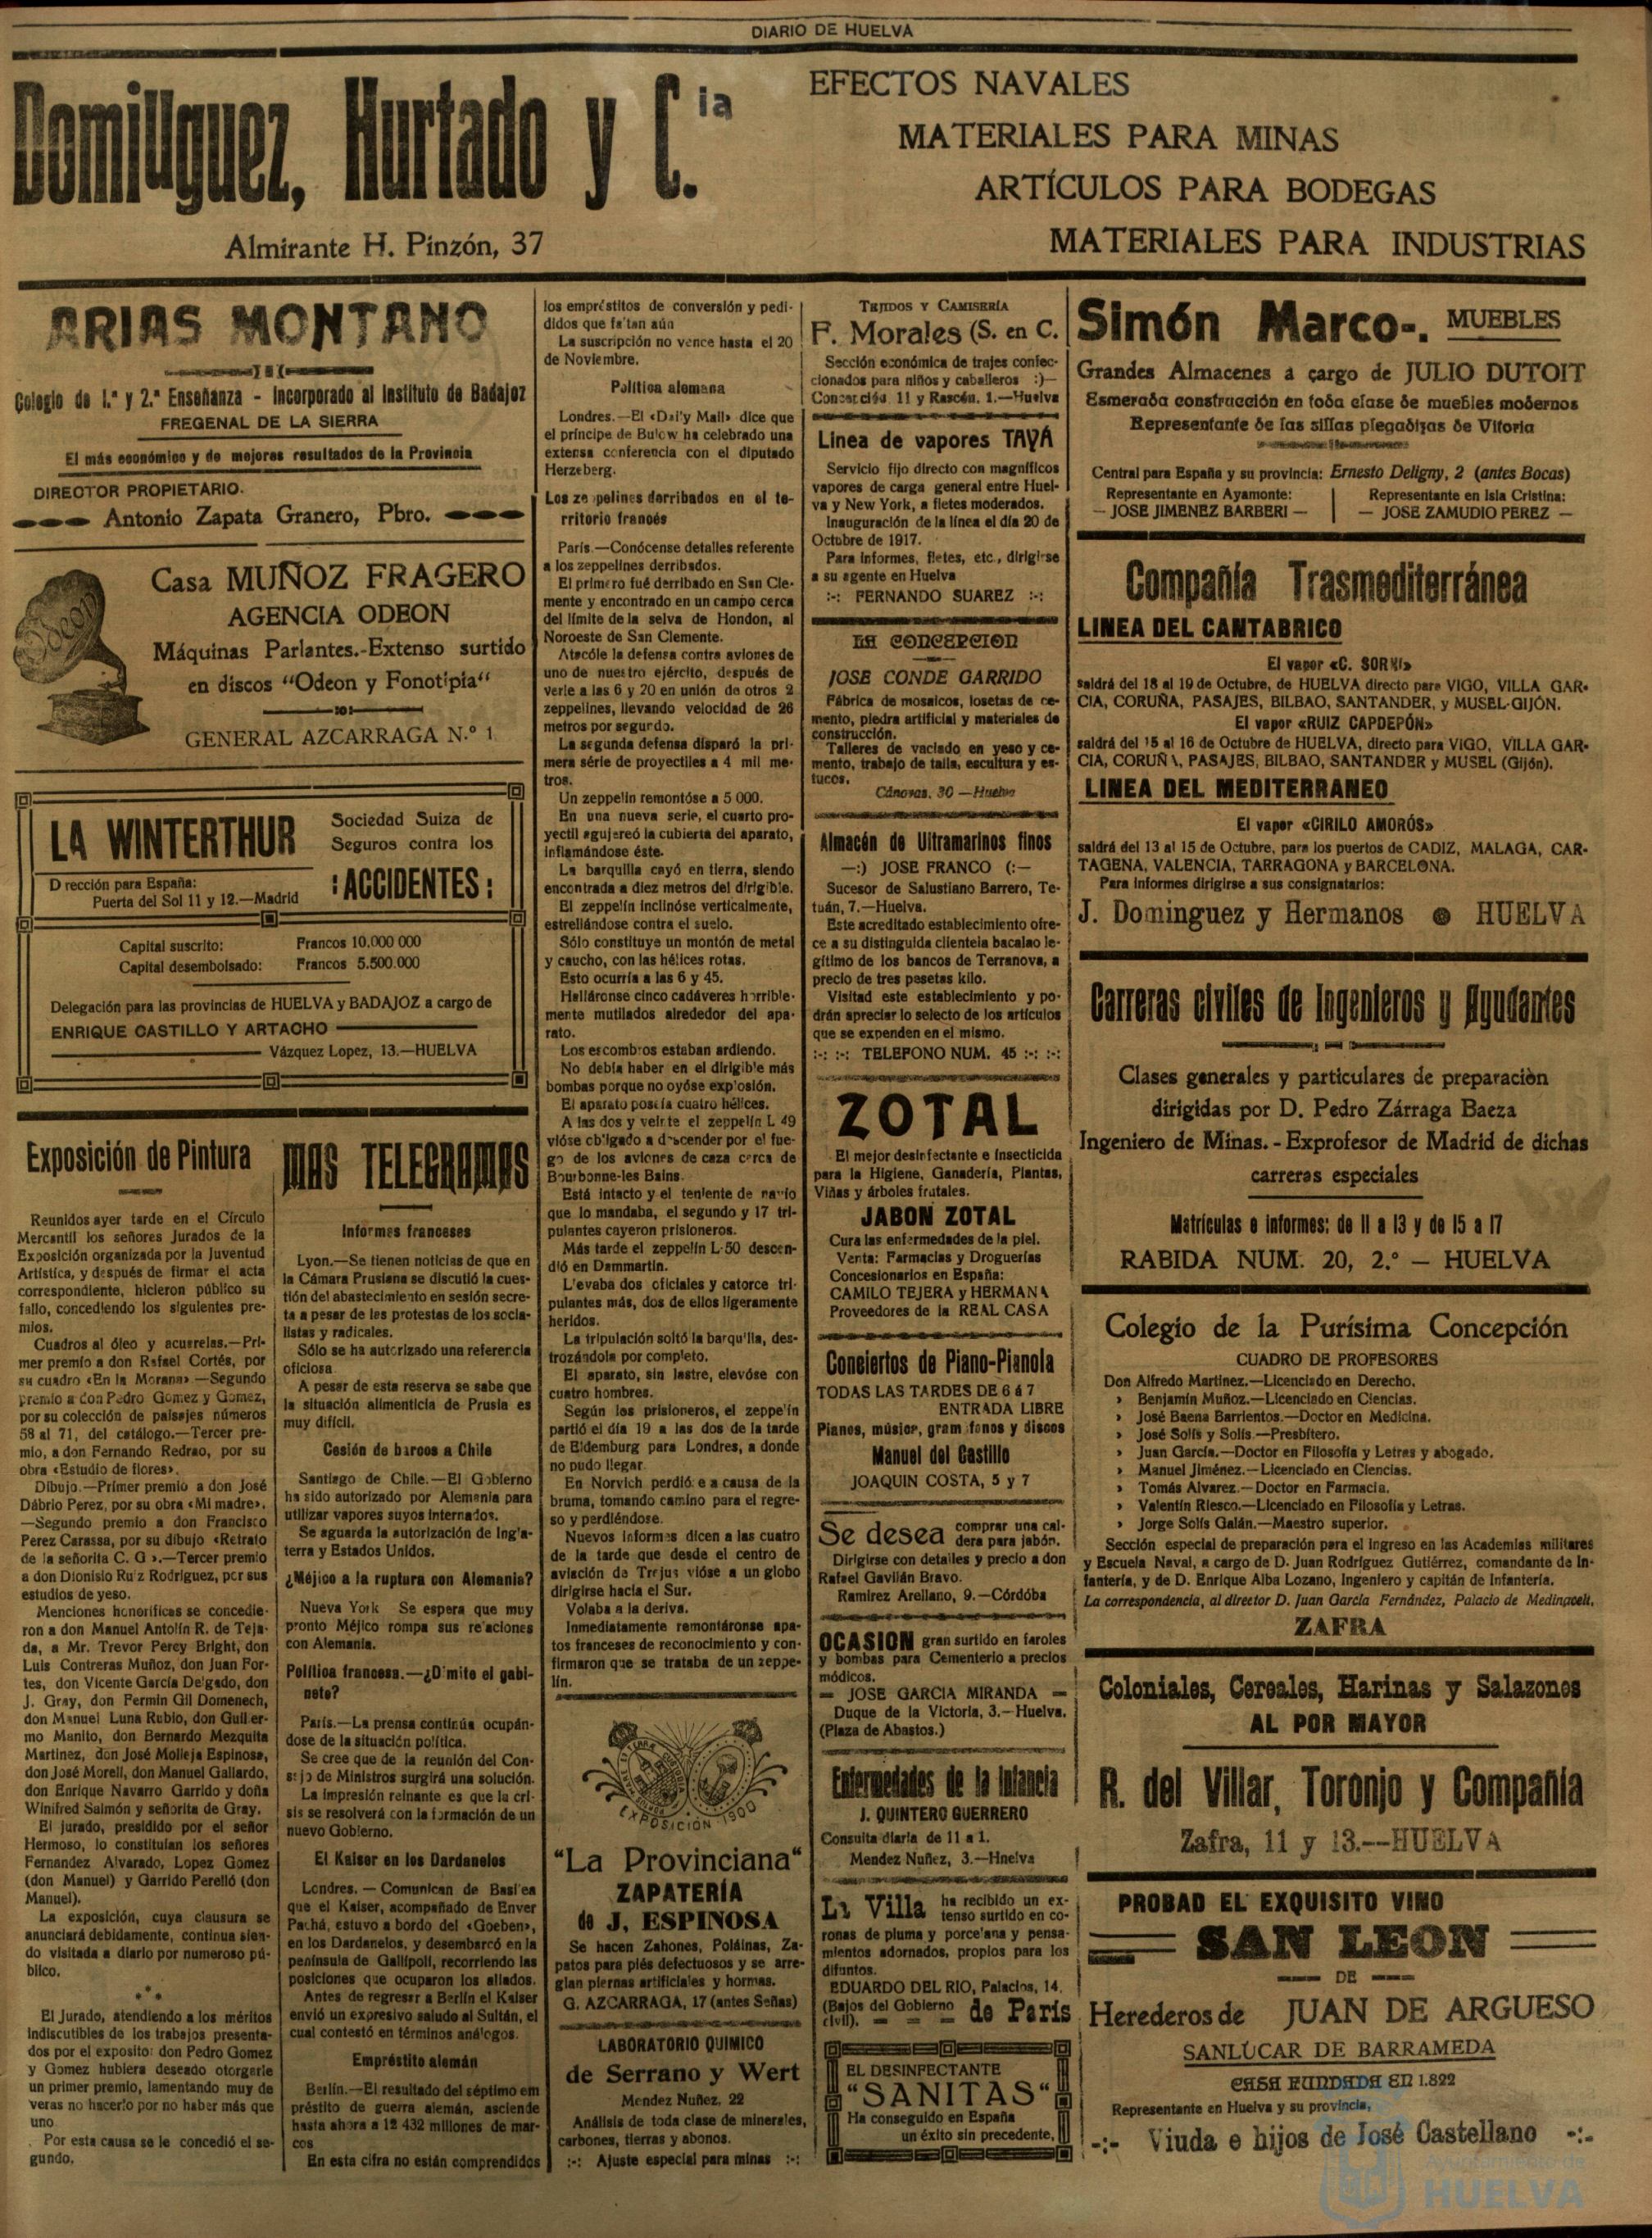 DIARIO DE HUELVA
Domiuguez, Hurtado y C.ia
Almirante H. Pinzón, 37
EFECTOS NAVALES
MATERIALES PARA MINAS
ARTÍCULOS PARA BODEGAS
MATERIALES PARA INDUSTRIAS
ARIAS MONTANO
Colegio de 1.ª y 2.ª Enseñanza - Incorporado al Instituto de Badajoz
FREGENAL DE LA SIERRA
El más económico y de mejores resultados de la Provincia
DIRECTOR PROPIETARIO.
Antonio Zapata Granero, Pbro.
Odeon
Casa MUÑOZ FRAGERO
AGENCIA ODEON
Máquinas Parlantes.-Extenso surtido
en discos "Odeon y Fonotipia"
GENERAL AZCARRAGA N.º 1
LA WINTERTHUR
Sociedad Suiza de
Seguros contra los
:ACCIDENTES:
D rección para España:
Puerta del Sol 11 y 12.—Madrid
Capital suscrito: Francos 10.000 000
Capital desembolsado: Francos 5.500.000
Delegación para las provincias de HUELVA y BADAJOZ a cargo de
ENRIQUE CASTILLO Y ARTACHO
Vázquez Lopez, 13.—HUELVA
Exposición de Pintura
Reunidos ayer tarde en el Círculo
Mercantil los señores Jurados de la
Exposición organizada por la Juventud
Artística, y después de firmar el acta
correspondiente, hicieron público su
fallo, concediendo los siguientes pre-
mios.
Cuadros al óleo y acuarelas.—Pri-
mer premio a don Rafael Cortés, por
su cuadro «En la Morana».—Segundo
premio a don Pedro Gomez y Gomez,
por su colección de paisajes números
58 al 71, del catálogo.—Tercer pre-
mio, a don Fernando Redrao, por su
obra «Estudio de flores».
Dibujo.—Primer premio a don José
Dábrio Perez, por su obra «Mi madre».
—Segundo premio a don Francisco
Perez Carassa, por su dibujo «Retrato
de la señorita C. G ».—Tercer premio
a don Dionisio Ruiz Rodríguez, por sus
estudios de yeso.
Menciones honoríficas se concedie-
ron a don Manuel Antolín R. de Teja-
da, a Mr. Trevor Percy Bright, don
Luis Contreras Muñoz, don Juan For-
tes, don Vicente García Delgado, don
J. Gray, don Fermin Gil Domenech,
don Manuel Luna Rubio, don Guiller-
mo Manito, don Bernardo Mezquita
Martinez, don José Molleja Espinosa,
don José Morell, don Manuel Gallardo,
don Enrique Navarro Garrido y doña
Winifred Salmón y señorita de Gray.
El jurado, presidido por el señor
Hermoso, lo constituían los señores
Fernandez Alvarado, Lopez Gomez
(don Manuel) y Garrido Perelló (don
Manuel).
La exposición, cuya clausura se
anunciará debidamente, continua sien-
do visitada a diario por numeroso pú-
blico.
El Jurado, atendiendo a los méritos
indiscutibles de los trabajos presenta-
dos por el expositor don Pedro Gomez
y Gomez hubiera deseado otorgarle
un primer premio, lamentando muy de
veras no hacerlo por no haber más que
uno
Por esta causa se le concedió el se-
gundo.
MAS TELEGRAMAS
Informes franceses
Lyon.—Se tienen noticias de que en
la Cámara Prusiana se discutió la cues-
tión del abastecimiento en sesión secre-
ta a pesar de les protestas de los socia-
listas y radicales.
Sólo se ha autorizado una referencia
oficiosa
A pesar de esta reserva se sabe que
la situación alimenticia de Prusia es
muy difícil.
Cesión de barcos a Chile
Santiago de Chile.—El Gobierno
ha sido autorizado por Alemania para
utilizar vapores suyos internados.
Se aguarda la autorización de Ingla-
terra y Estados Unidos.
¿Méjico a la ruptura con Alemania?
Nueva York Se espera que muy
pronto Méjico rompa sus relaciones
con Alemania.
Política francesa.—¿Dimite el gabi-
nete?
París.—La prensa continúa ocupán-
dose de la situación política.
Se cree que de la reunión del Con-
sejo de Ministros surgirá una solución.
La impresión reinante es que la cri-
sis se resolverá con la formación de un
nuevo Gobierno.
El Kaiser en los Dardanelos
Londres. — Comunican de Basilea
que el Kaiser, acompañado de Enver
Pachá, estuvo a bordo del «Goeben»,
en los Dardanelos, y desembarcó en la
península de Gallípoli, recorriendo las
posiciones que ocuparon los aliados.
Antes de regresar a Berlín el Kaiser
envió un expresivo saludo al Sultán, el
cual contestó en términos análogos.
Empréstito alemán
Berlín.—El resultado del séptimo em
préstito de guerra alemán, asciende
hasta ahora a 12 432 millones de mar-
cos
En esta cifra no están comprendidos
los empréstitos de conversión y pedi-
didos que faltan aún
La suscripción no vence hasta el 20
de Noviembre.
Política alemana
Londres.—El «Daily Mail» dice que
el príncipe de Bulow ha celebrado una
extensa conferencia con el diputado
Herzeberg.
Los zeppelines derribados en el te-
rritorio francés
París.—Conócense detalles referente
a los zeppelines derribados.
El primero fué derribado en San Cle-
mente y encontrado en un campo cerca
del límite de la selva de Hondon, al
Noroeste de San Clemente.
Atacóle la defensa contra aviones de
uno de nuestro ejército, después de
verle a las 6 y 20 en unión de otros 2
zeppelines, llevando velocidad de 26
metros por segundo.
La segunda defensa disparó la pri-
mera série de proyectiles a 4 mil me-
tros.
Un zeppelin remontóse a 5 000.
En una nueva serie, el cuarto pro-
yectil agujereó la cubierta del aparato,
inflamándose éste.
La barquilla cayó en tierra, siendo
encontrada a diez metros del dirigible.
El zeppelín inclinóse verticalmente,
estrellándose contra el suelo.
Sólo constituye un montón de metal
y caucho, con las hélices rotas.
Esto ocurría a las 6 y 45.
Halláronse cinco cadáveres horrible-
mente mutilados alrededor del apa-
rato.
Los escombros estaban ardiendo.
No debía haber en el dirigible más
bombas porque no oyóse explosión.
El aparato poseía cuatro hélices.
A las dos y veinte el zeppelín L 49
vióse obligado a descender por el fue-
go de los aviones de caza cerca de
Bourbonne-les Bains.
Está intacto y el teniente de navío
que lo mandaba, el segundo y 17 tri-
pulantes cayeron prisioneros.
Más tarde el zeppelín L-50 descen-
dió en Dammartin.
Llevaba dos oficiales y catorce tri-
pulantes más, dos de ellos ligeramente
heridos.
La tripulación soltó la barquilla, des-
trozándola por completo.
El aparato, sin lastre, elevóse con
cuatro hombres.
Según los prisioneros, el zeppelín
partió el día 19 a las dos de la tarde
de Eldemburg para Londres, a donde
no pudo llegar
En Norvich perdióse a causa de la
bruma, tomando camino para el regre-
so y perdiéndose.
Nuevos informes dicen a las cuatro
de la tarde que desde el centro de
aviación de Trejus vióse a un globo
dirigirse hacia el Sur.
Volaba a la deriva.
Inmediatamente remontáronse apa-
tos franceses de reconocimiento y con-
firmaron que se trataba de un zeppe-
lín.
EXPOSICIÓN 1900
"La Provinciana"
ZAPATERÍA
de J. ESPINOSA
Se hacen Zahones, Poláinas, Za-
patos para piés defectuosos y se arre-
glan piernas artificiales y hormas.
G. AZCARRAGA, 17 (antes Señas)
LABORATORIO QUIMICO
de Serrano y Wert
Mendez Nuñez, 22
Análisis de toda clase de minerales,
carbones, tierras y abonos.
:-: Ajuste especial para minas :-:
TEJIDOS Y CAMISERÍA
F. Morales (S. en C.
Sección económica de trajes confec-
cionados para niños y caballeros :)—
Concepción 11 y Rascón, 1.—Huelva
Linea de vapores TAYÁ
Servicio fijo directo con magníficos
vapores de carga general entre Huel-
va y New York, a fletes moderados.
Inauguración de la línea el día 20 de
Octubre de 1917.
Para informes, fletes, etc., dirigirse
a su agente en Huelva
:-: FERNANDO SUAREZ :-:
LA CONCEPCION
JOSE CONDE GARRIDO
Fábrica de mosaicos, losetas de ce-
mento, piedra artificial y materiales de
construcción.
Talleres de vaciado en yeso y ce-
mento, trabajo de talla, escultura y es-
tucos.
Cánovas, 30 —Huelva
Almacén de Ultramarinos finos
—:) JOSE FRANCO (:—
Sucesor de Salustiano Barrero, Te-
tuán, 7.—Huelva.
Este acreditado establecimiento ofre-
ce a su distinguida clientela bacalao le-
gítimo de los bancos de Terranova, a
precio de tres pesetas kilo.
Visitad este establecimiento y po-
drán apreciar lo selecto de los artículos
que se expenden en el mismo.
:-: :-: TELEFONO NUM. 45 :-: :-:
ZOTAL
El mejor desinfectante e insecticida
para la Higiene, Ganadería, Plantas,
Viñas y árboles frutales.
JABON ZOTAL
Cura las enfermedades de la piel.
Venta: Farmacias y Droguerías
Concesionarios en España:
CAMILO TEJERA y HERMANA
Proveedores de la REAL CASA
Conciertos de Piano-Pianola
TODAS LAS TARDES DE 6 á 7
ENTRADA LIBRE
Pianos, música, gramófonos y discos
Manuel del Castillo
JOAQUIN COSTA, 5 y 7
Se desea comprar una cal-
dera para jabón.
Dirigirse con detalles y precio a don
Rafael Gavilán Bravo.
Ramirez Arellano, 9.—Córdóba
OCASION gran surtido en faroles
y bombas para Cementerio a precios
módicos.
— JOSE GARCIA MIRANDA —
Duque de la Victoria, 3.—Huelva.
(Plaza de Abastos.)
Enfermedades de la Infancia
J. QUINTERO GUERRERO
Consulta diaria de 11 a 1.
Mendez Nuñez, 3.—Hnelva
La Villa ha recibido un ex-
tenso surtido en co-
ronas de pluma y porcelana y pensa-
mientos adornados, propios para los
difuntos.
EDUARDO DEL RIO, Palacios, 14.
(Bajos del Gobierno
civil). — — — de París
EL DESINFECTANTE
"SANITAS"
Ha conseguido en España
un éxito sin precedente,
Simón Marco-. MUEBLES
Grandes Almacenes a cargo de JULIO DUTOIT
Esmerada construcción en toda clase de muebles modernos
Representante de las sillas plegadizas de Vitoria
Central para España y su provincia: Ernesto Deligny, 2 (antes Bocas)
Representante en Ayamonte:
— JOSE JIMENEZ BARBERI —
Representante en Isla Cristina:
— JOSE ZAMUDIO PEREZ —
Compañía Trasmediterránea
LINEA DEL CANTABRICO
El vapor «C. SORNI»
saldrá del 18 al 19 de Octubre, de HUELVA directo para VIGO, VILLA GAR-
CIA, CORUÑA, PASAJES, BILBAO, SANTANDER, y MUSEL-GIJÓN.
El vapor «RUIZ CAPDEPÓN»
saldrá del 15 al 16 de Octubre de HUELVA, directo para VIGO, VILLA GAR-
CIA, CORUÑA, PASAJES, BILBAO, SANTANDER y MUSEL (Gijón).
LINEA DEL MEDITERRANEO
El vapor «CIRILO AMORÓS»
saldrá del 13 al 15 de Octubre, para los puertos de CADIZ, MALAGA, CAR-
TAGENA, VALENCIA, TARRAGONA y BARCELONA.
Para informes dirigirse a sus consignatarios:
J. Dominguez y Hermanos HUELVA
Carreras civiles de Ingenieros y Ayudantes
Clases generales y particulares de preparaciòn
dirigidas por D. Pedro Zárraga Baeza
Ingeniero de Minas. - Exprofesor de Madrid de dichas
carreras especiales
Matrículas e informes: de 11 a 13 y de 15 a 17
RABIDA NUM. 20, 2.º — HUELVA
Colegio de la Purísima Concepción
CUADRO DE PROFESORES
Don Alfredo Martinez.—Licenciado en Derecho.
› Benjamín Muñoz.—Licenciado en Ciencias.
› José Baena Barrientos.—Doctor en Medicina.
› José Solís y Solís.—Presbítero.
› Juan García.—Doctor en Filosofía y Letras y abogado.
› Manuel Jiménez.—Licenciado en Ciencias.
› Tomás Alvarez.—Doctor en Farmacia.
› Valentín Riesco.—Licenciado en Filosofía y Letras.
› Jorge Solís Galán.—Maestro superior.
Sección especial de preparación para el ingreso en las Academias militares
y Escuela Naval, a cargo de D. Juan Rodríguez Gutiérrez, comandante de In-
fantería, y de D. Enrique Alba Lozano, Ingeniero y capitán de Infantería.
La correspondencia, al director D. Juan García Fernández, Palacio de Medinaceli.
ZAFRA
Coloniales, Cereales, Harinas y Salazones
AL POR MAYOR
R. del Villar, Toronjo y Compañía
Zafra, 11 y 13.--HUELVA
PROBAD EL EXQUISITO VINO
SAN LEON
— DE —
Herederos de JUAN DE ARGUESO
SANLÚCAR DE BARRAMEDA
CASA FUNDADA EN 1.822
Representante en Huelva y su provincia,
-:- Viuda e hijos de José Castellano -:-
Ayuntamiento de
HUELVA